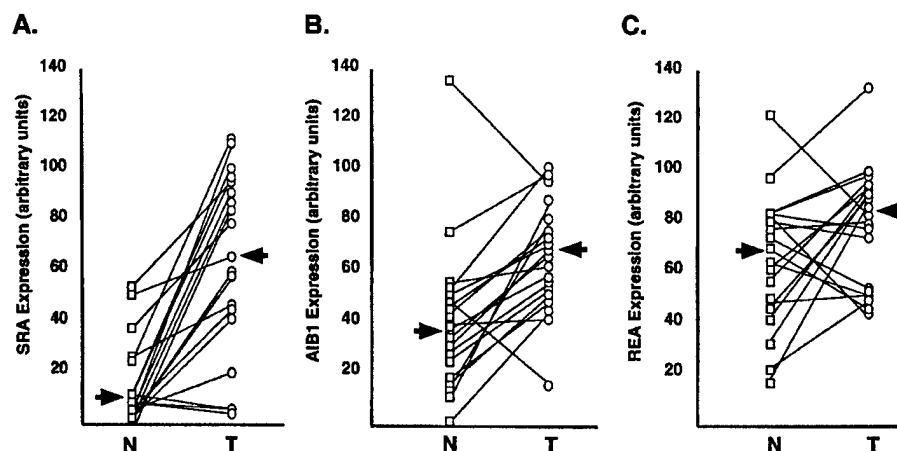 A.
SRA Expression (arbitrary units)
140
120
100
80
60
40
20
N T
B.
AIB1 Expression (arbitrary units)
140
120
100
80
60
40
20
N T
C.
REA Expression (arbitrary units)
140
120
100
80
60
40
20
N T